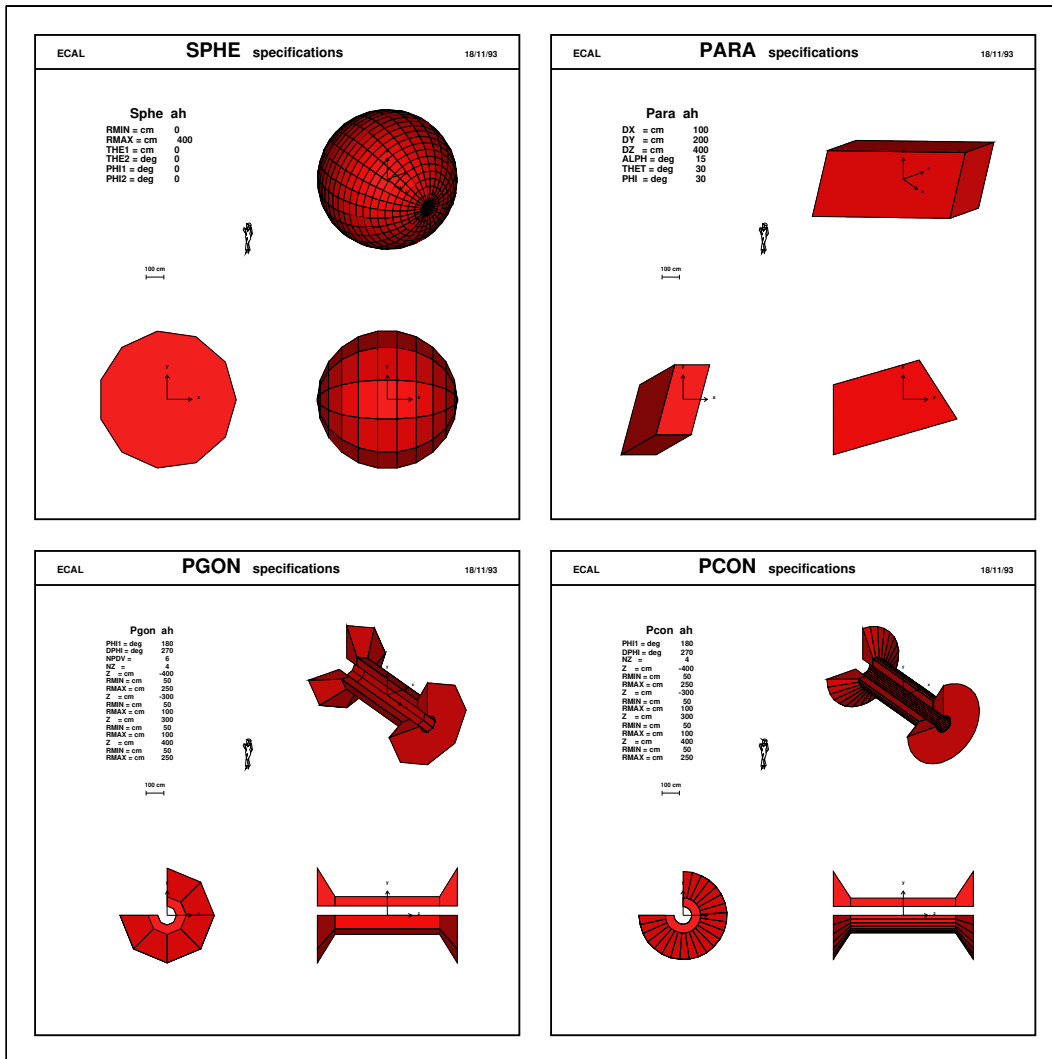 ECAL SPHE specifications 18/11/93
Sphe ah
RMIN = cm 0
RMAX = cm 400
THE1 = cm 0
THE2 = deg 0
PHI1 = deg 0
PHI2 = deg 0
100 cm
y
x
y
z
ECAL PARA specifications 18/11/93
Para ah
DX = cm 100
DY = cm 200
DZ = cm 400
ALPH = deg 15
THET = deg 30
PHI = deg 30
100 cm
y
x
y
z
ECAL PGON specifications 18/11/93
Pgon ah
PHI1 = deg 180
DPHI = deg 270
NPDV = 6
NZ = 4
Z = cm -400
RMIN = cm 50
RMAX = cm 250
Z = cm -300
RMIN = cm 50
RMAX = cm 100
Z = cm 300
RMIN = cm 50
RMAX = cm 100
Z = cm 400
RMIN = cm 50
RMAX = cm 250
100 cm
y
x
y
z
ECAL PCON specifications 18/11/93
Pcon ah
PHI1 = deg 180
DPHI = deg 270
NZ = 4
Z = cm -400
RMIN = cm 50
RMAX = cm 250
Z = cm -300
RMIN = cm 50
RMAX = cm 100
Z = cm 300
RMIN = cm 50
RMAX = cm 100
Z = cm 400
RMIN = cm 50
RMAX = cm 250
100 cm
y
x
y
z